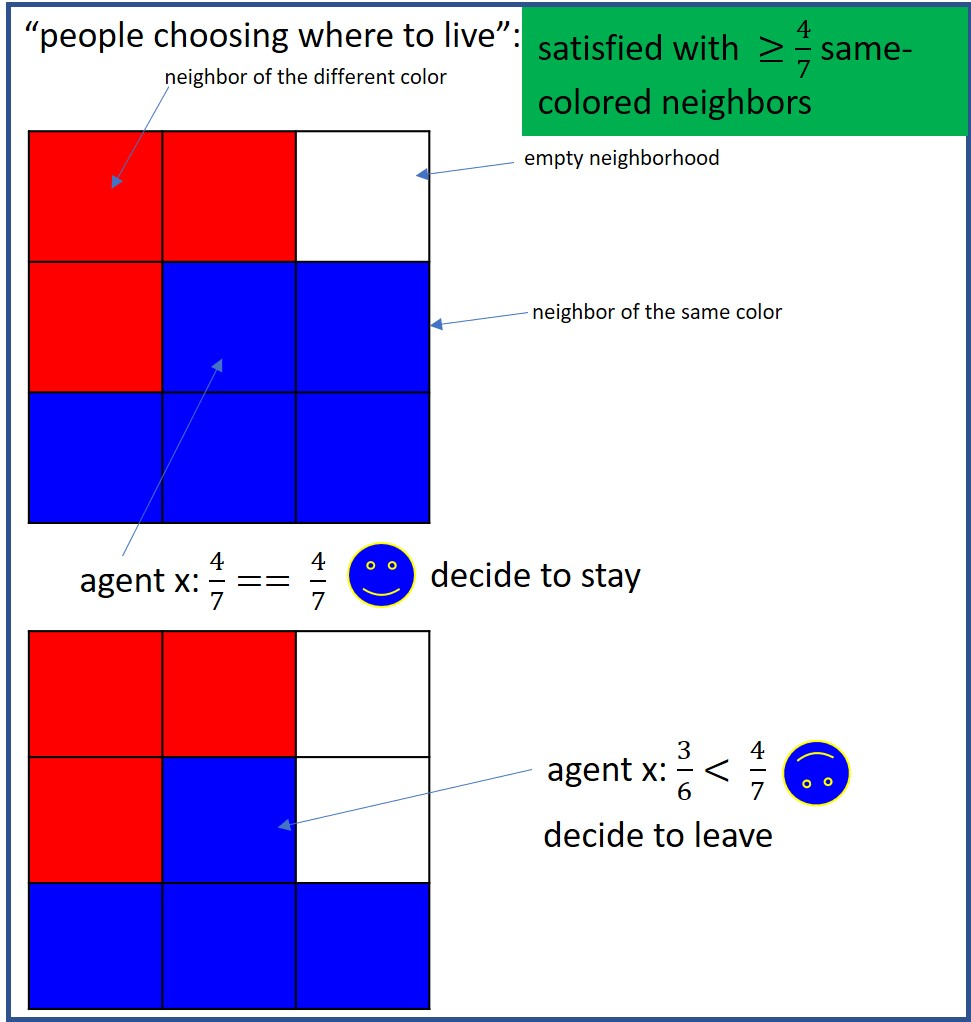 “people choosing where to live”:
satisfied with ≥ 4/7 same-
colored neighbors
neighbor of the different color
empty neighborhood
neighbor of the same color
agent x: 4/7 == 4/7 decide to stay
agent x: 3/6 < 4/7
decide to leave